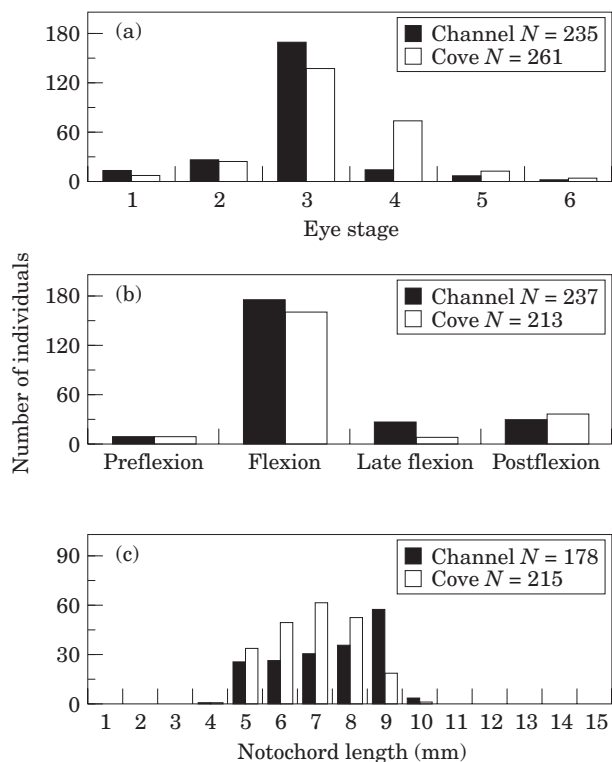 (a)
Channel N = 235
Cove N = 261
180
120
60
0
1 2 3 4 5 6
Eye stage
Number of individuals
(b)
Channel N = 237
Cove N = 213
180
120
60
0
Preflexion Flexion Late flexion Postflexion
(c)
Channel N = 178
Cove N = 215
90
60
30
0
1 2 3 4 5 6 7 8 9 10 11 12 13 14 15
Notochord length (mm)